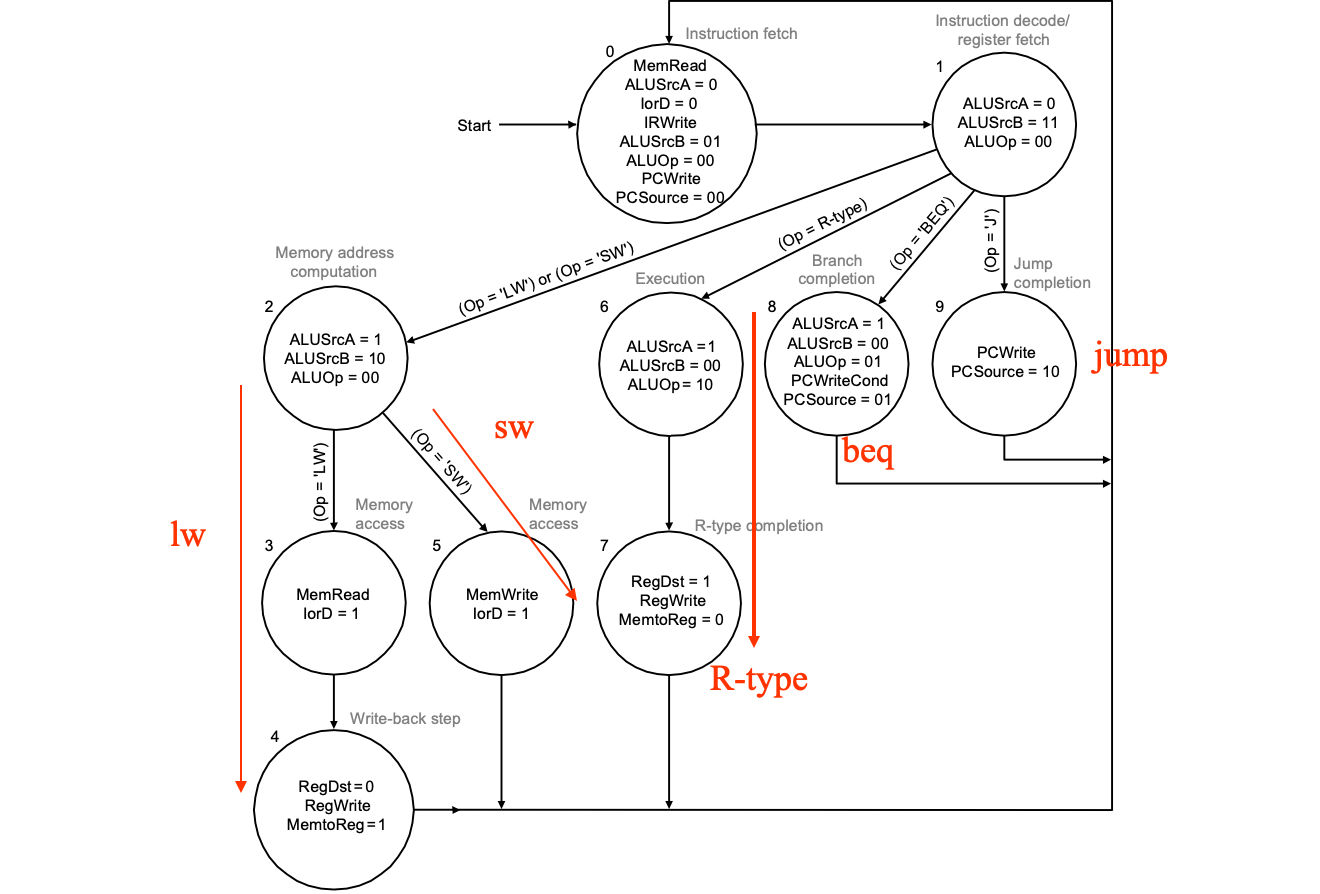 Instruction fetch
0
MemRead
ALUSrcA = 0
IorD = 0
IRWrite
ALUSrcB = 01
ALUOp = 00
PCWrite
PCSource = 00
Start
Instruction decode/
register fetch
1
ALUSrcA = 0
ALUSrcB = 11
ALUOp = 00
(Op = 'LW') or (Op = 'SW')
(Op = R-type)
(Op = 'BEQ')
(Op = 'J')
Memory address
computation
2
ALUSrcA = 1
ALUSrcB = 10
ALUOp = 00
Execution
6
ALUSrcA =1
ALUSrcB = 00
ALUOp= 10
Branch
completion
8
ALUSrcA = 1
ALUSrcB = 00
ALUOp = 01
PCWriteCond
PCSource = 01
Jump
completion
9
PCWrite
PCSource = 10
jump
beq
sw
lw
(Op = 'LW')
(Op = 'SW')
Memory
access
3
MemRead
IorD = 1
Memory
access
5
MemWrite
IorD = 1
R-type completion
7
RegDst = 1
RegWrite
MemtoReg = 0
R-type
Write-back step
4
RegDst=0
RegWrite
MemtoReg=1